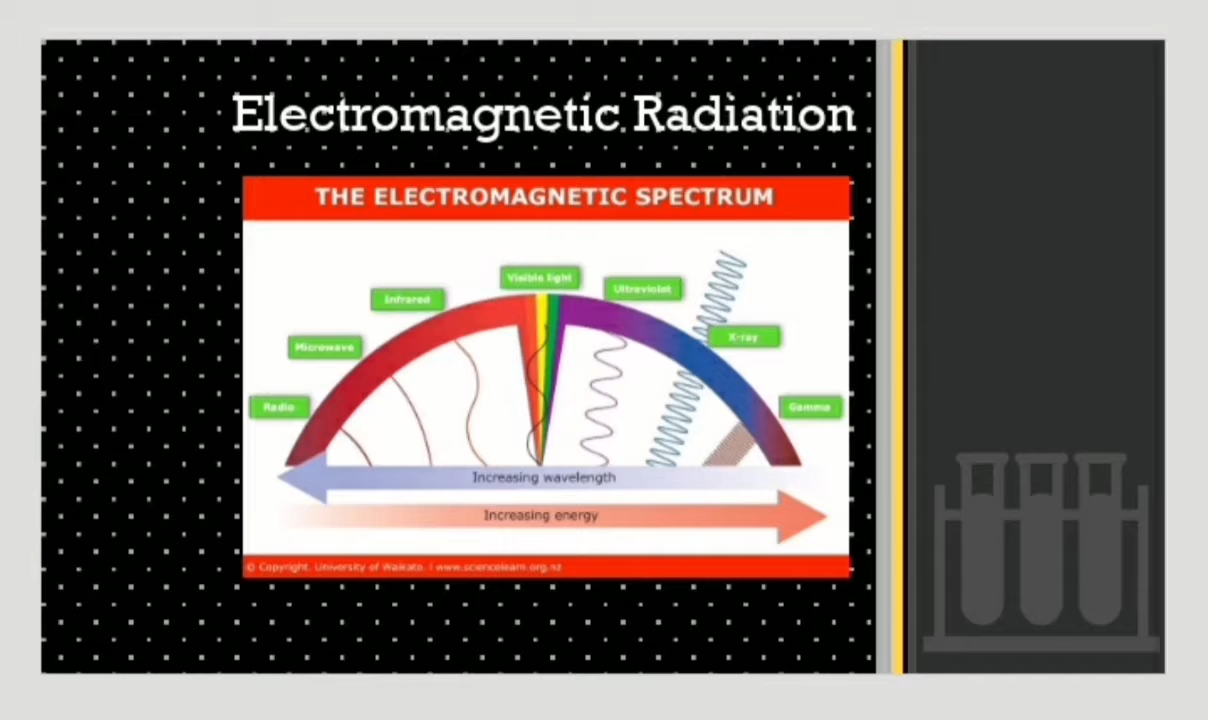 Electromagnetic Radiation
THE ELECTROMAGNETIC SPECTRUM
Visible light
Ultraviolet
Infrared
X-ray
Microwave
Radio
Gamma
Increasing wavelength
Increasing energy
© Copyright. University of Waikato. | www.sciencelearn.org.nz